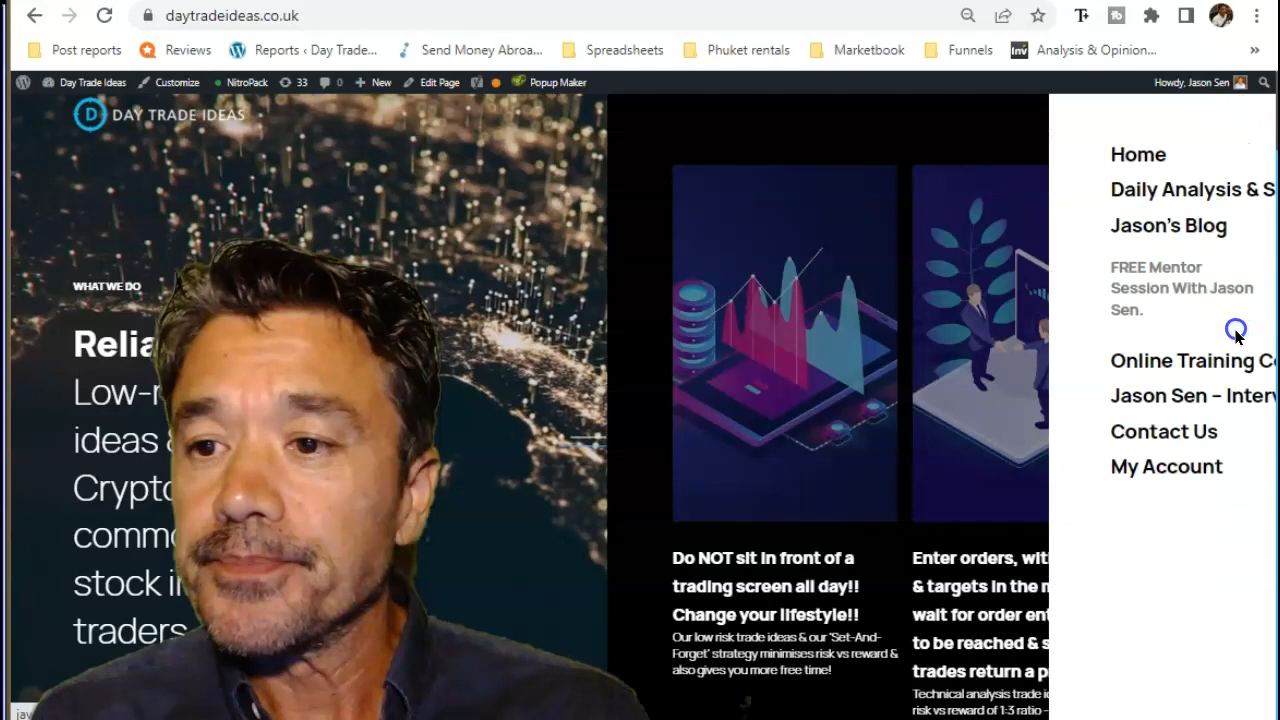 daytradeideas.co.uk
Post reports
Reviews
Reports ‹ Day Trade...
Send Money Abroa...
Spreadsheets
Phuket rentals
Marketbook
Funnels
Inv
Analysis & Opinion...
»
Day Trade Ideas
Customize
NitroPack
33
0
New
Edit Page
Popup Maker
Howdy, Jason Sen
D DAY TRADE IDEAS
WHAT WE DO
Relia
Low-r
ideas &
Crypto
comm
stock in
traders
Do NOT sit in front of a
trading screen all day!!
Change your lifestyle!!
Our low risk trade ideas & our 'Set-And-
Forget' strategy minimises risk vs reward &
also gives you more free time!
Enter orders, wit
& targets in the m
wait for order ent
to be reached & s
trades return a p
Technical analysis trade i
risk vs reward of 1:3 ratio –
Home
Daily Analysis & S
Jason's Blog
FREE Mentor
Session With Jason
Sen.
Online Training C
Jason Sen – Inter
Contact Us
My Account
jav